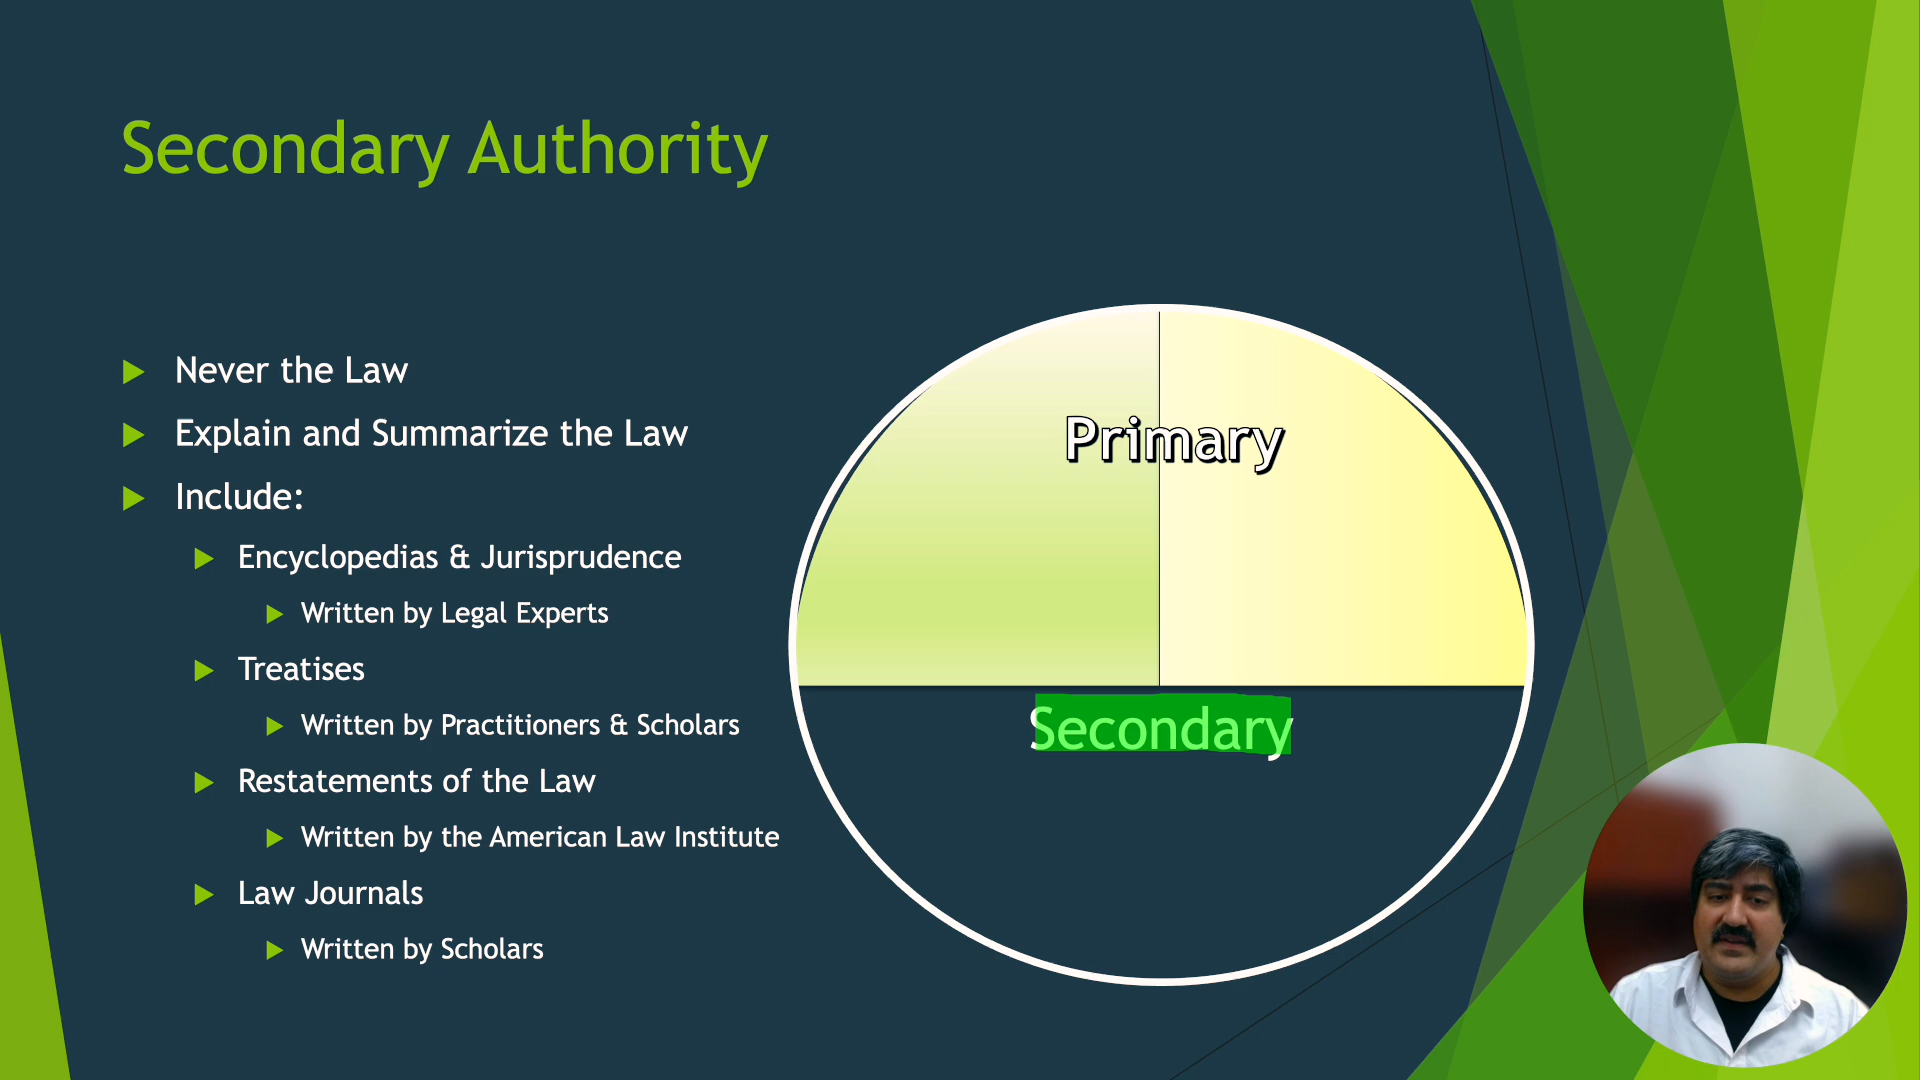 Secondary Authority
Never the Law
Explain and Summarize the Law
Include:
Encyclopedias & Jurisprudence
Written by Legal Experts
Treatises
Written by Practitioners & Scholars
Restatements of the Law
Written by the American Law Institute
Law Journals
Written by Scholars
Primary
Secondary